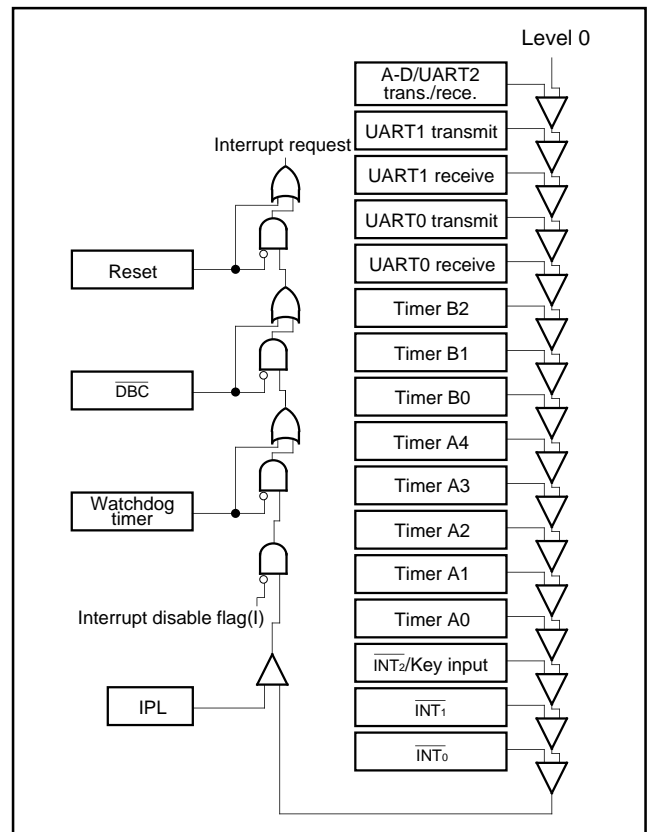 Level 0
A-D/UART2
trans./rece.
UART1 transmit
Interrupt request
UART1 receive
UART0 transmit
Reset
UART0 receive
Timer B2
Timer B1
DBC
Timer B0
Timer A4
Timer A3
Watchdog
timer
Timer A2
Timer A1
Interrupt disable flag(I)
Timer A0
INT2/Key input
IPL
INT1
INT0